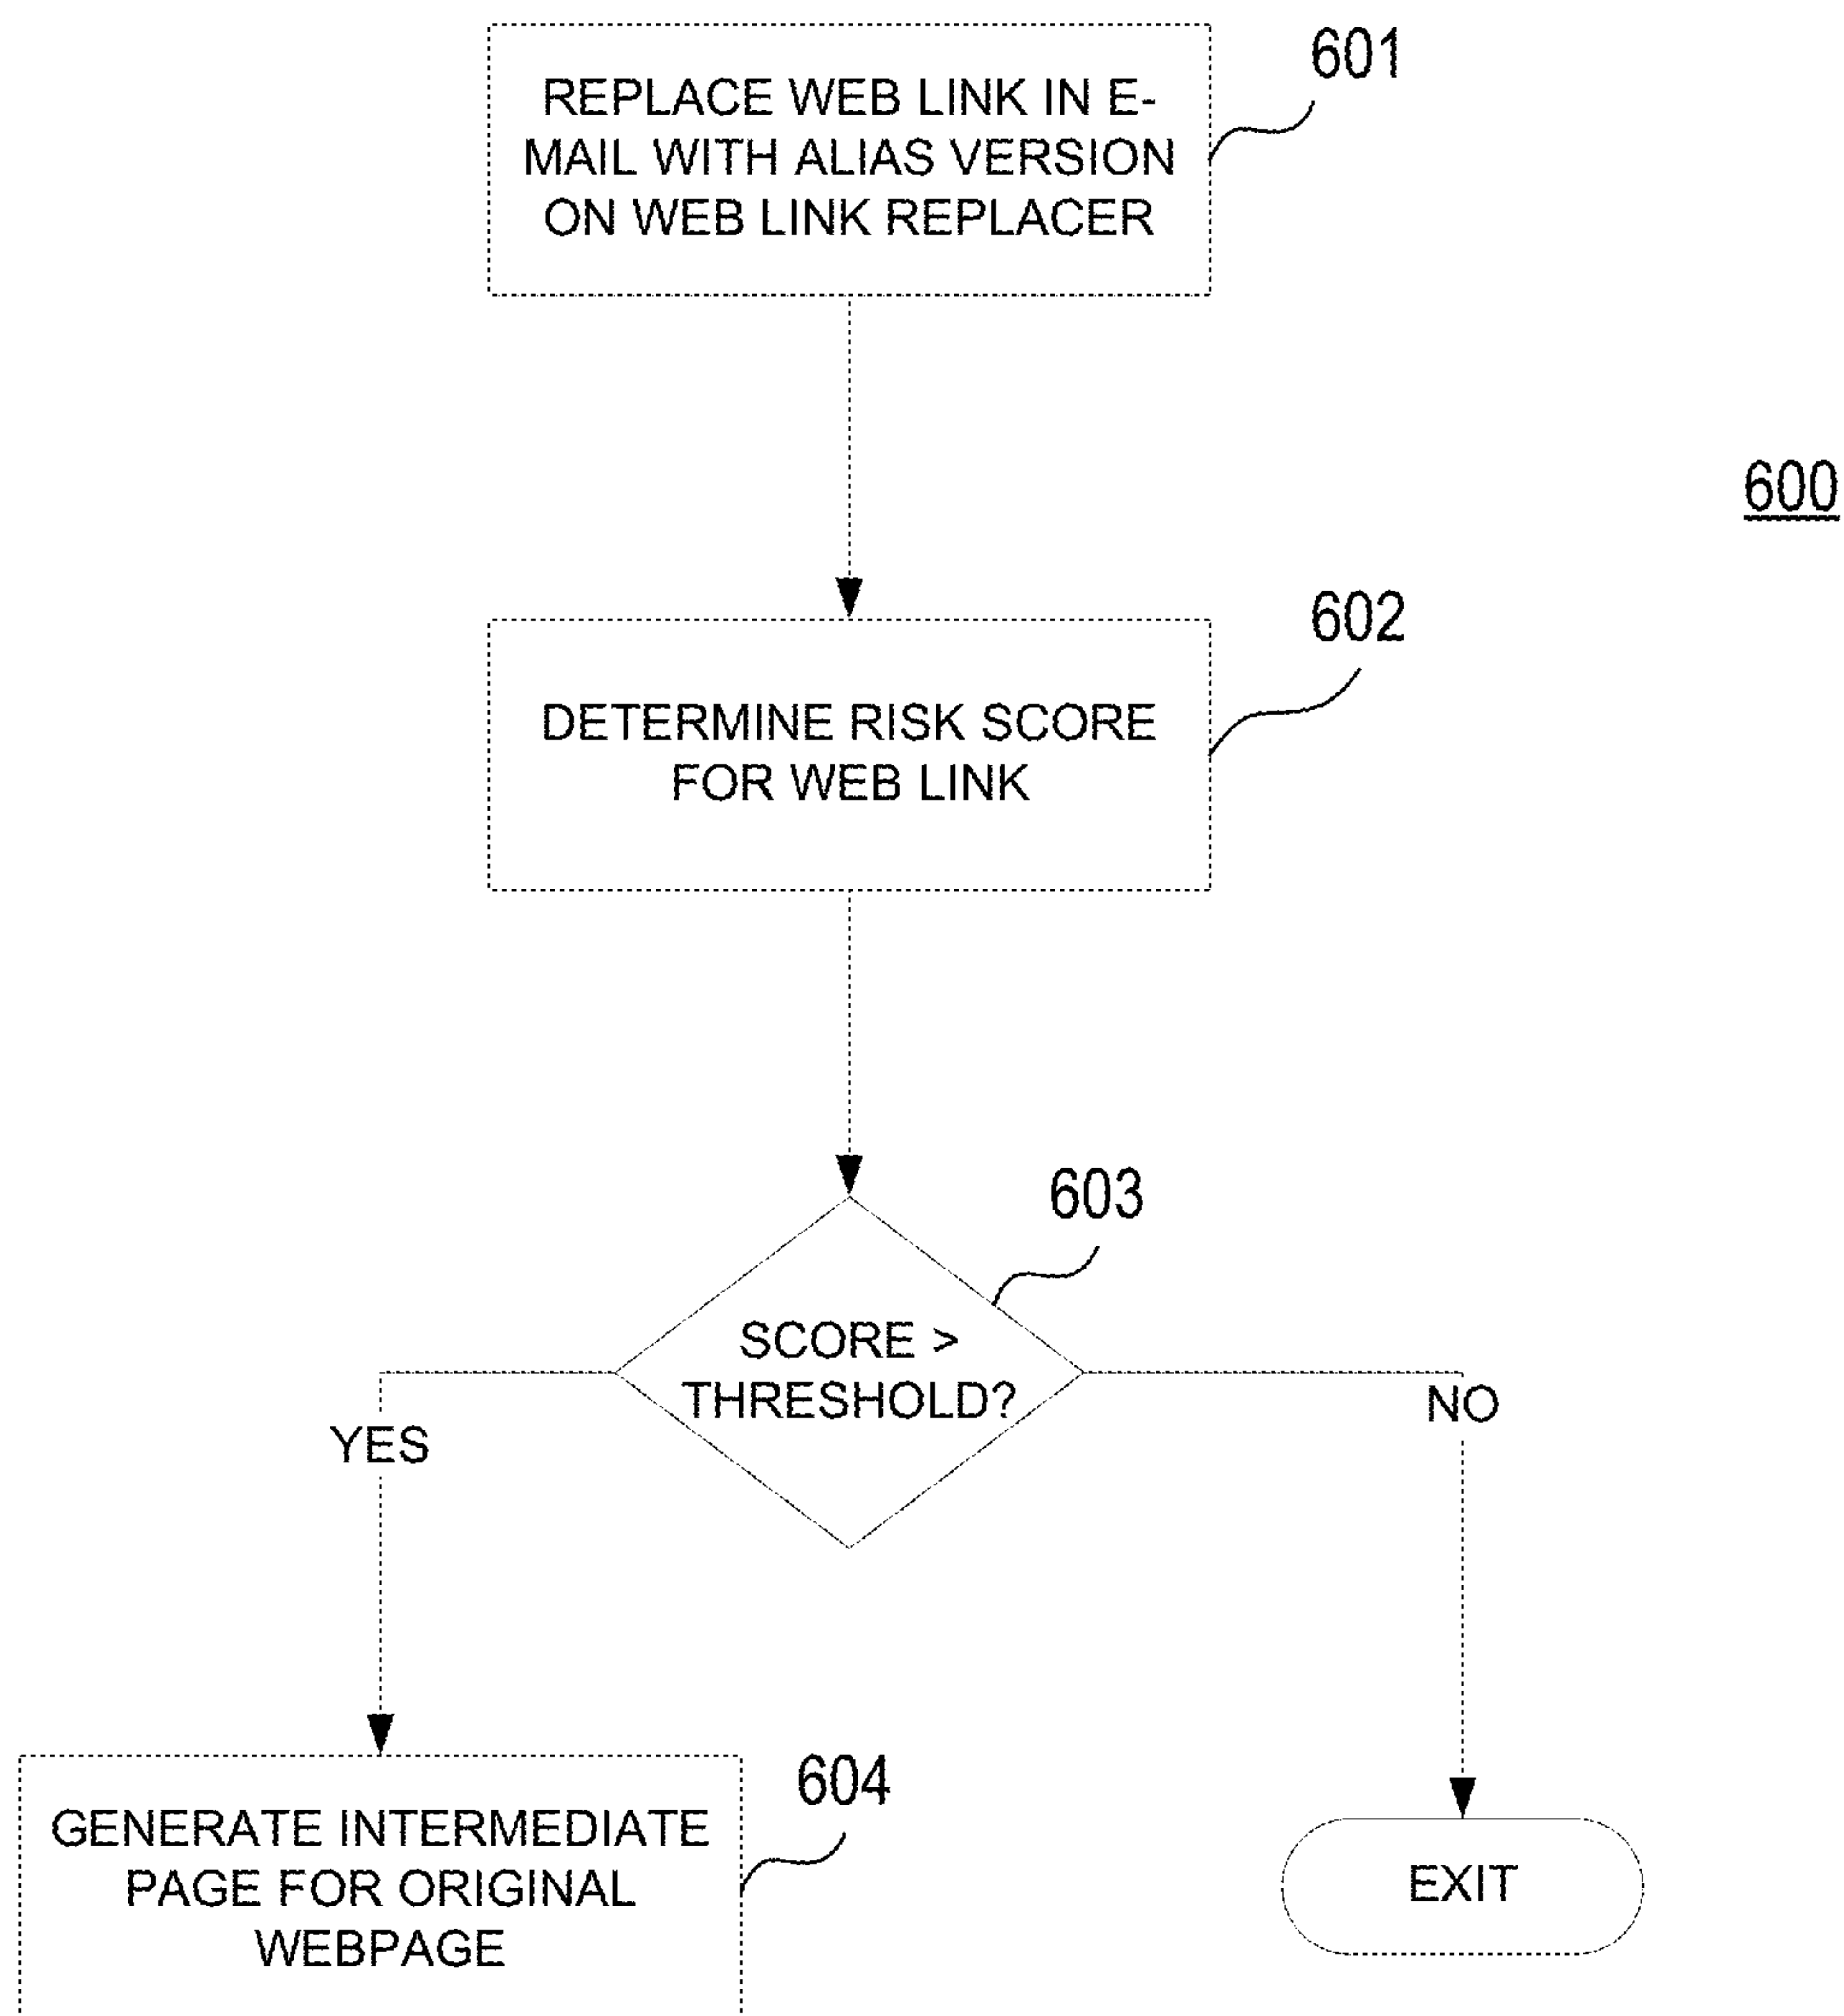 REPLACE WEB LINK IN E-
MAIL WITH ALIAS VERSION
ON WEB LINK REPLACER
601
600
602
DETERMINE RISK SCORE
FOR WEB LINK
603
SCORE >
THRESHOLD?
YES
NO
604
GENERATE INTERMEDIATE
PAGE FOR ORIGINAL
WEBPAGE
EXIT